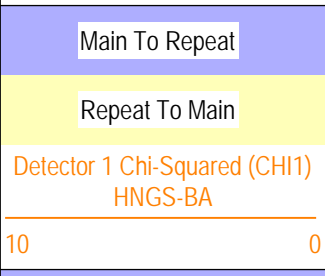 Main To Repeat
Repeat To Main
Detector 1 Chi-Squared (CHI1)
HNGS-BA
10 0